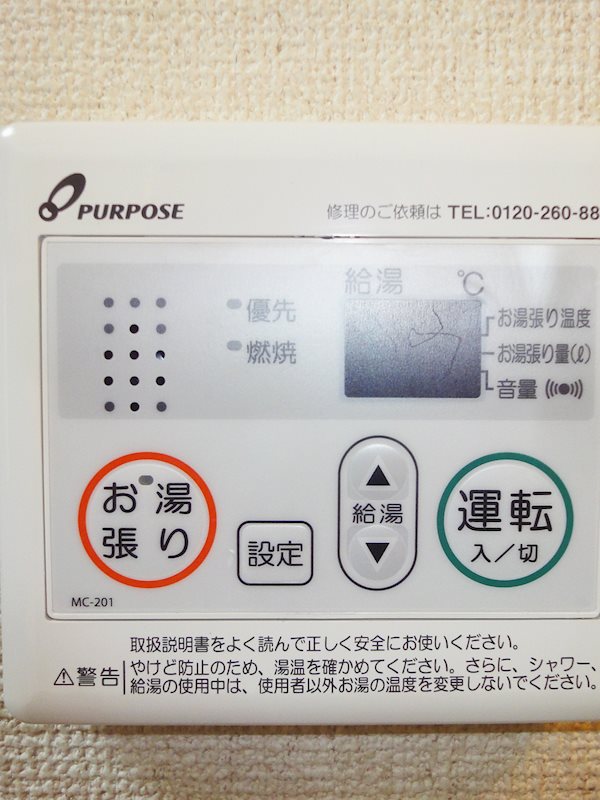 PURPOSE
修理のご依頼は TEL:0120-260-88
優先
燃焼
給湯 ℃
お湯張り温度
お湯張り量(ℓ)
音量
お湯
張り
設定
給湯
運転
入/切
MC-201
取扱説明書をよく読んで正しく安全にお使いください。
警告
やけど防止のため、湯温を確かめてください。さらに、シャワー、
給湯の使用中は、使用者以外お湯の温度を変更しないでください。